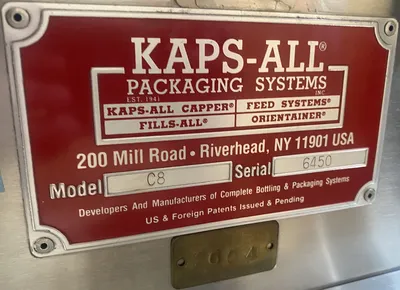 KAPS-ALL®
PACKAGING SYSTEMS
EST. 1941 INC
KAPS-ALL CAPPER® FEED SYSTEMS®
FILLS-ALL® ORIENTAINER®
200 Mill Road • Riverhead, NY 11901 USA
Model C8 Serial 6450
Developers And Manufacturers of Complete Bottling & Packaging Systems
US & Foreign Patents Issued & Pending